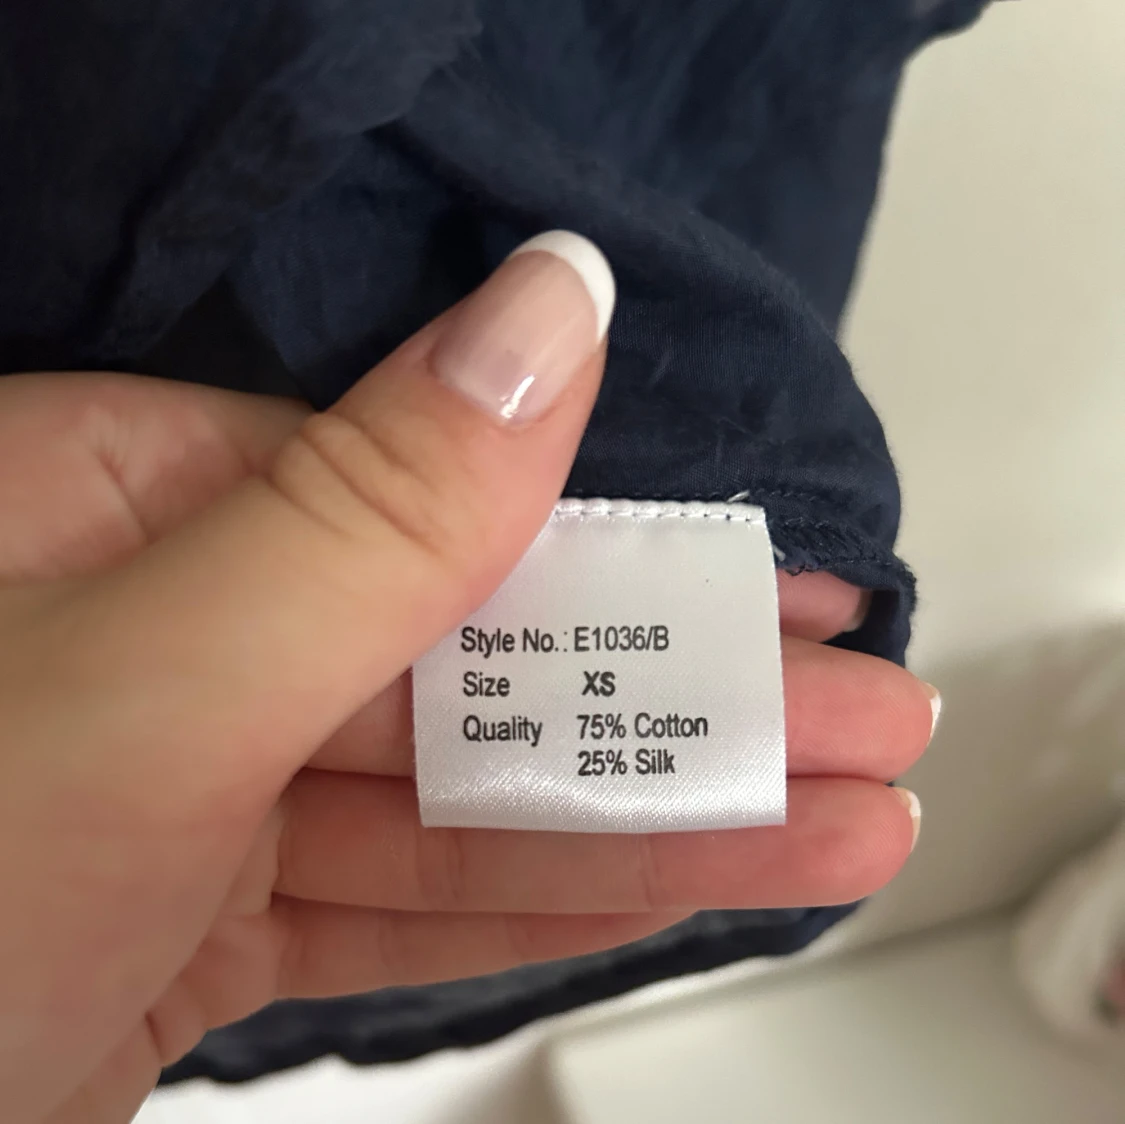 Style No.: E1036/B
Size XS
Quality 75% Cotton
25% Silk